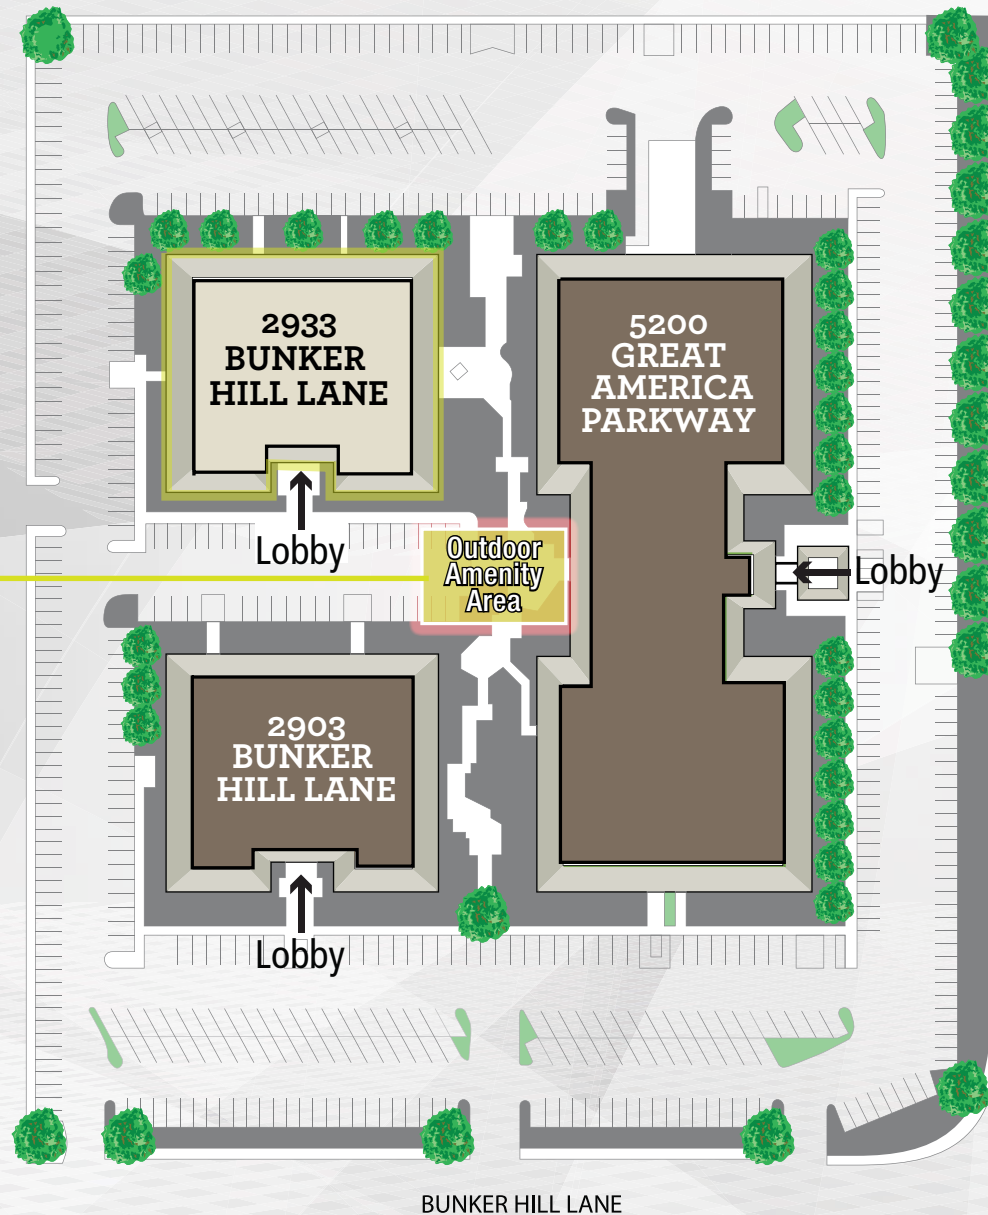 2933
BUNKER
HILL LANE
5200
GREAT
AMERICA
PARKWAY
Lobby
Outdoor
Amenity
Area
Lobby
2903
BUNKER
HILL LANE
Lobby
BUNKER HILL LANE